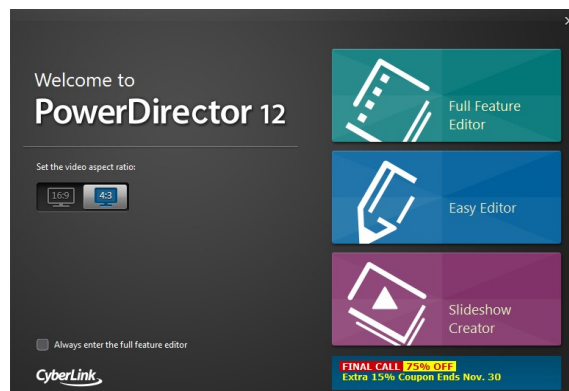 Welcome to
PowerDirector 12
Set the video aspect ratio:
16:9 4:3
Always enter the full feature editor
CyberLink
Full Feature
Editor
Easy Editor
Slideshow
Creator
FINAL CALL 75% OFF
Extra 15% Coupon Ends Nov. 30